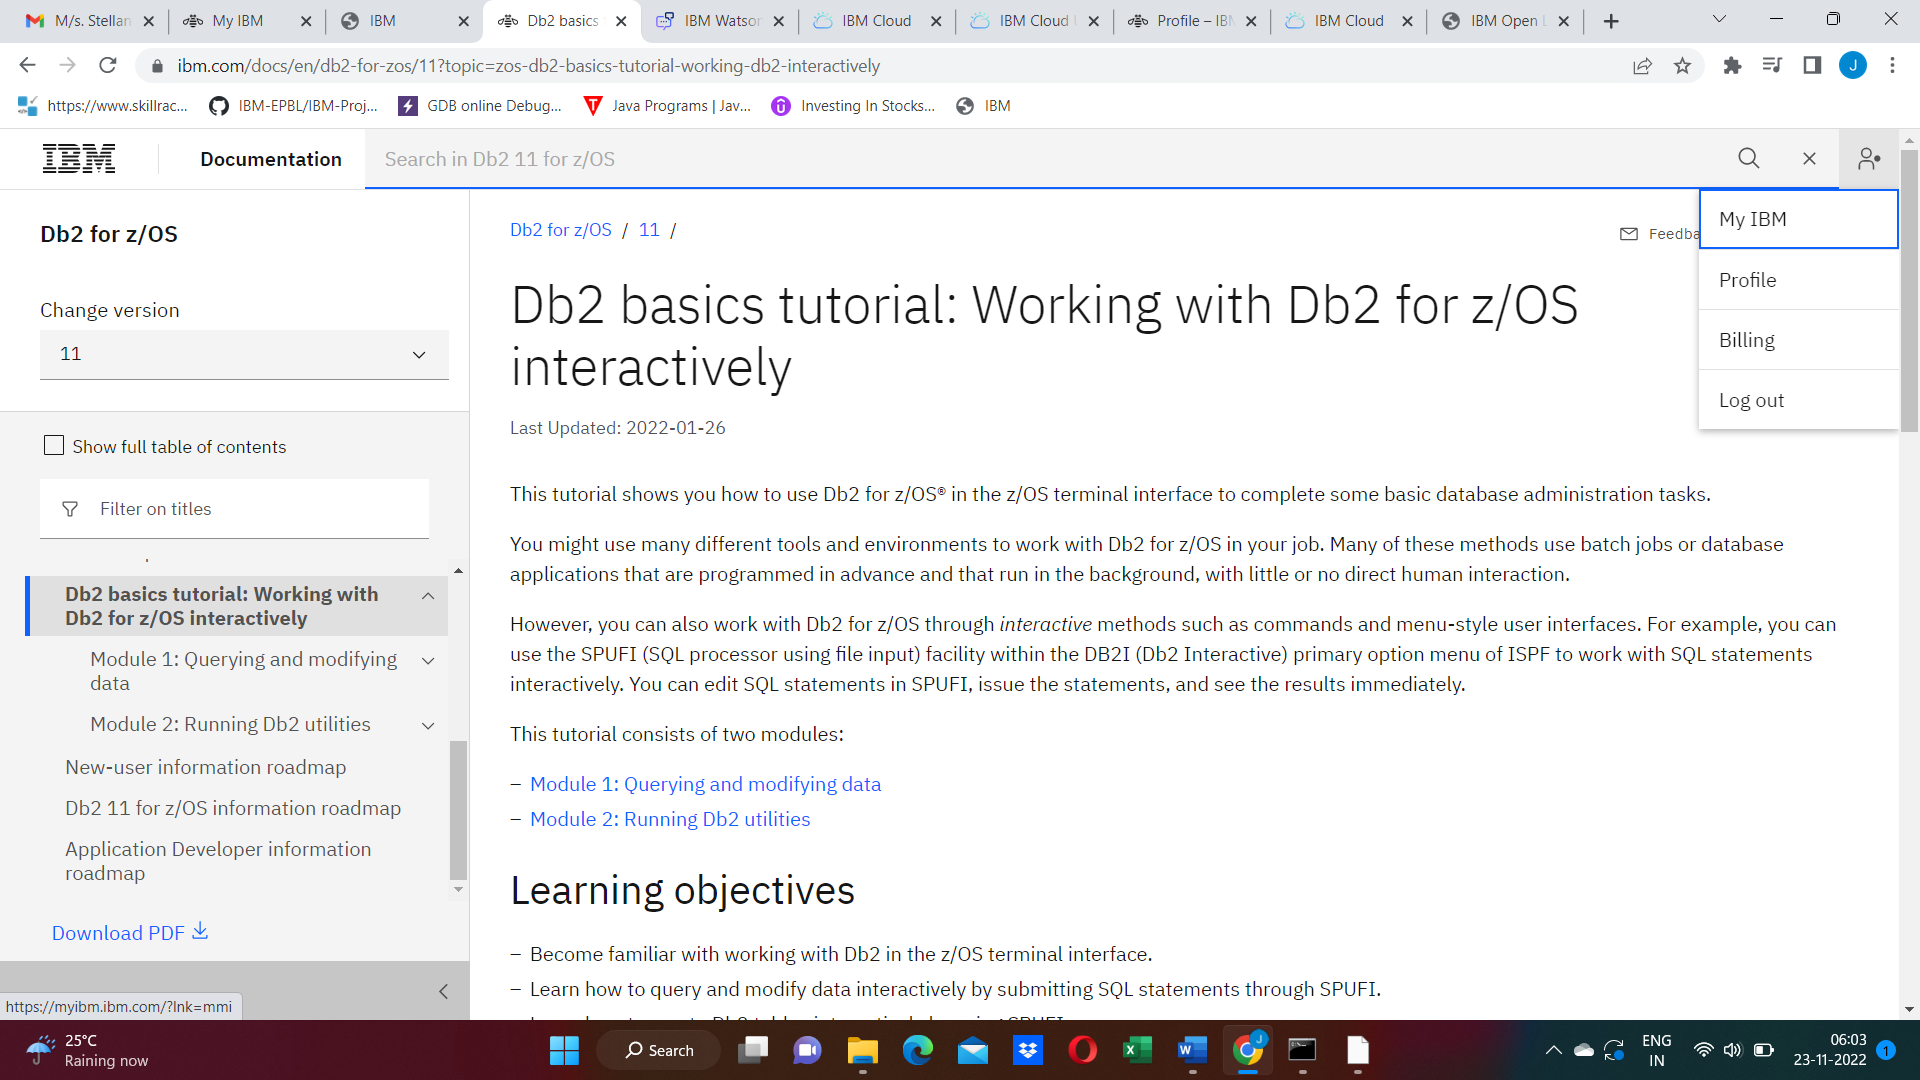 M/s. Stellan
My IBM
IBM
Db2 basics
IBM Watson
IBM Cloud
IBM Cloud
Profile – IBM
IBM Cloud
IBM Open
ibm.com/docs/en/db2-for-zos/11?topic=zos-db2-basics-tutorial-working-db2-interactively
J
https://www.skillrac...
IBM-EPBL/IBM-Proj...
GDB online Debug...
Java Programs | Jav...
Investing In Stocks...
IBM
IBM
Documentation
Search in Db2 11 for z/OS
My IBM
Profile
Billing
Log out
Db2 for z/OS
Change version
11
Show full table of contents
Filter on titles
Db2 basics tutorial: Working with
Db2 for z/OS interactively
Module 1: Querying and modifying
data
Module 2: Running Db2 utilities
New-user information roadmap
Db2 11 for z/OS information roadmap
Application Developer information
roadmap
Download PDF
https://myibm.ibm.com/?lnk=mmi
Db2 for z/OS / 11 /
Feedba
Db2 basics tutorial: Working with Db2 for z/OS
interactively
Last Updated: 2022-01-26
This tutorial shows you how to use Db2 for z/OS® in the z/OS terminal interface to complete some basic database administration tasks.
You might use many different tools and environments to work with Db2 for z/OS in your job. Many of these methods use batch jobs or database
applications that are programmed in advance and that run in the background, with little or no direct human interaction.
However, you can also work with Db2 for z/OS through interactive methods such as commands and menu-style user interfaces. For example, you can
use the SPUFI (SQL processor using file input) facility within the DB2I (Db2 Interactive) primary option menu of ISPF to work with SQL statements
interactively. You can edit SQL statements in SPUFI, issue the statements, and see the results immediately.
This tutorial consists of two modules:
– Module 1: Querying and modifying data
– Module 2: Running Db2 utilities
Learning objectives
– Become familiar with working with Db2 in the z/OS terminal interface.
– Learn how to query and modify data interactively by submitting SQL statements through SPUFI.
25°C
Raining now
Search
J
ENG
IN
06:03
23-11-2022
1